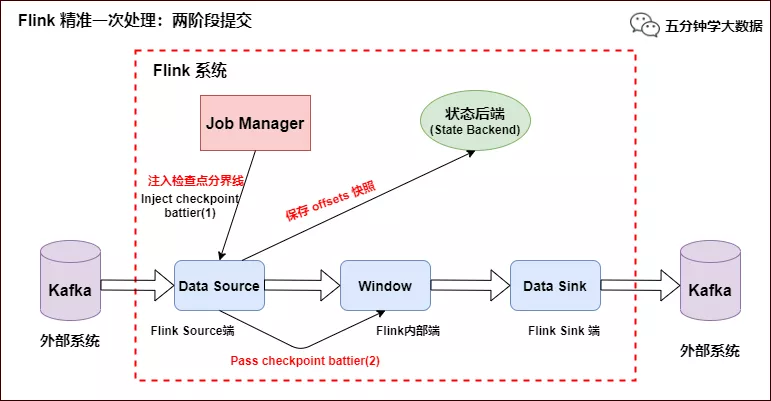 Flink 精准一次处理：两阶段提交
五分钟学大数据
Flink 系统
Job Manager
状态后端
(State Backend)
注入检查点分界线
Inject checkpoint
battier(1)
保存 offsets 快照
Kafka
Data Source
Window
Data Sink
Kafka
外部系统
Flink Source端
Flink内部端
Flink Sink 端
外部系统
Pass checkpoint battier(2)